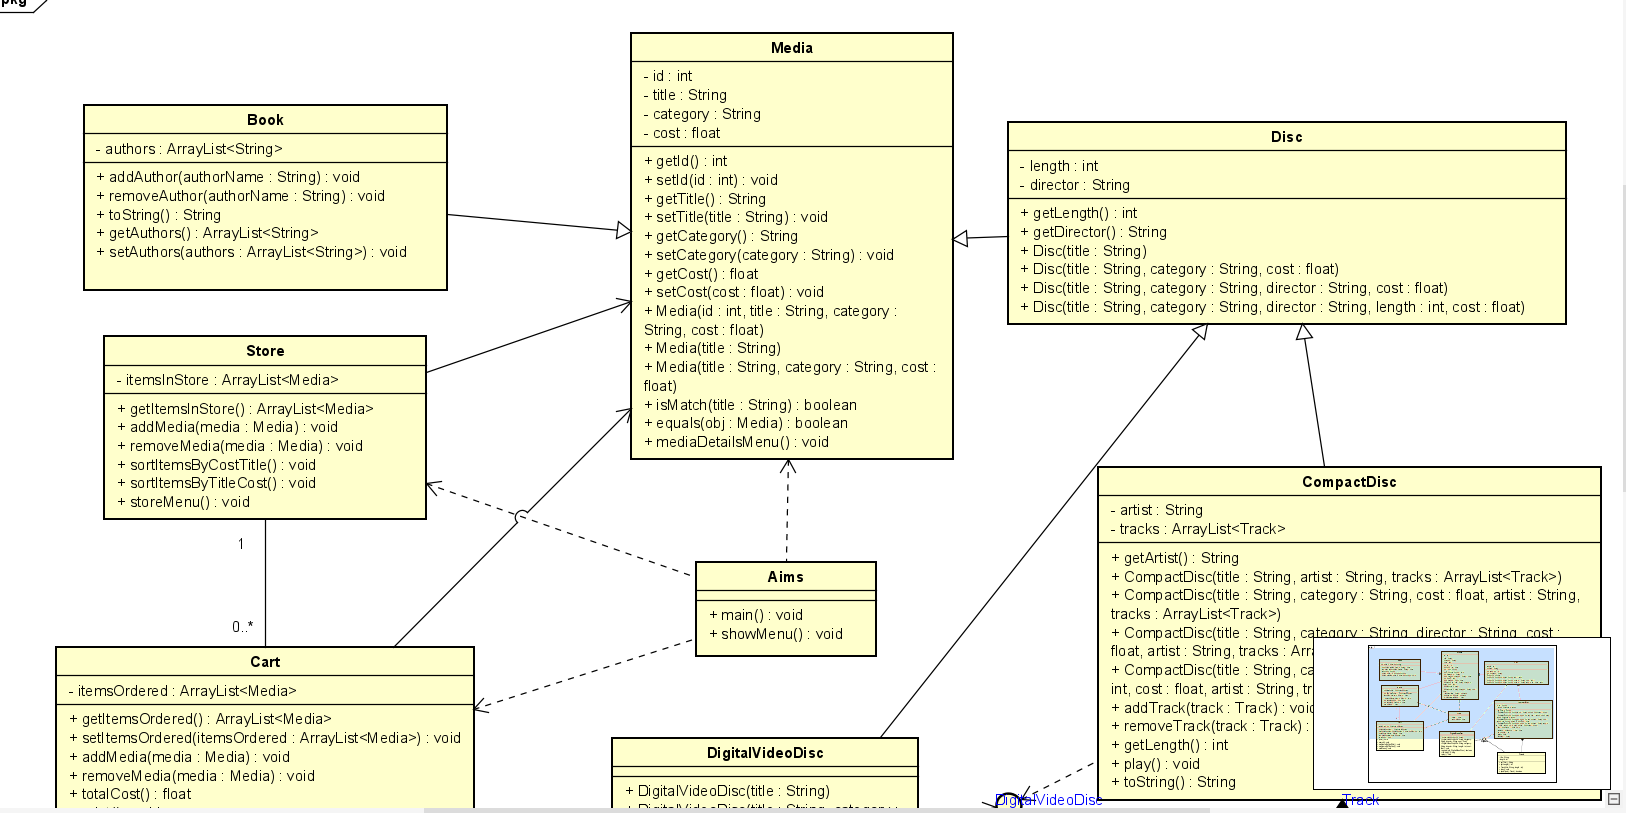 pkg
Media
- id : int
- title : String
- category : String
- cost : float
+ getId() : int
+ setId(id : int) : void
+ getTitle() : String
+ setTitle(title : String) : void
+ getCategory() : String
+ setCategory(category : String) : void
+ getCost() : float
+ setCost(cost : float) : void
+ Media(id : int, title : String, category :
String, cost : float)
+ Media(title : String)
+ Media(title : String, category : String, cost :
float)
+ isMatch(title : String) : boolean
+ equals(obj : Media) : boolean
+ mediaDetailsMenu() : void
Book
- authors : ArrayList<String>
+ addAuthor(authorName : String) : void
+ removeAuthor(authorName : String) : void
+ toString() : String
+ getAuthors() : ArrayList<String>
+ setAuthors(authors : ArrayList<String>) : void
Disc
- length : int
- director : String
+ getLength() : int
+ getDirector() : String
+ Disc(title : String)
+ Disc(title : String, category : String, cost : float)
+ Disc(title : String, category : String, director : String, cost : float)
+ Disc(title : String, category : String, director : String, length : int, cost : float)
Store
- itemsInStore : ArrayList<Media>
+ getItemsInStore() : ArrayList<Media>
+ addMedia(media : Media) : void
+ removeMedia(media : Media) : void
+ sortItemsByCostTitle() : void
+ sortItemsByTitleCost() : void
+ storeMenu() : void
1
0..*
Aims
+ main() : void
+ showMenu() : void
CompactDisc
- artist : String
- tracks : ArrayList<Track>
+ getArtist() : String
+ CompactDisc(title : String, artist : String, tracks : ArrayList<Track>)
+ CompactDisc(title : String, category : String, cost : float, artist : String,
tracks : ArrayList<Track>)
+ CompactDisc(title : String, category : String, director : String, cost :
float, artist : String, tracks : Arra
+ CompactDisc(title : String, ca
int, cost : float, artist : String, tr
+ addTrack(track : Track) : void
+ removeTrack(track : Track) :
+ getLength() : int
+ play() : void
+ toString() : String
Cart
- itemsOrdered : ArrayList<Media>
+ getItemsOrdered() : ArrayList<Media>
+ setItemsOrdered(itemsOrdered : ArrayList<Media>) : void
+ addMedia(media : Media) : void
+ removeMedia(media : Media) : void
+ totalCost() : float
DigitalVideoDisc
+ DigitalVideoDisc(title : String)
+ DigitalVideoDisc(title : String, category :
DigitalVideoDisc
Track